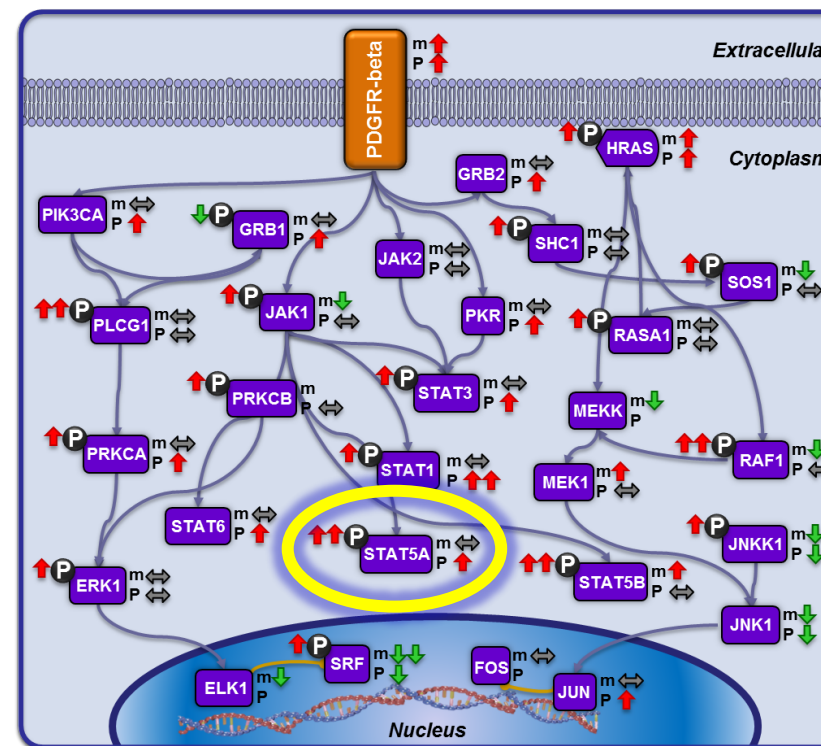 Extracellula
PDGFR-beta
m
P
P
HRAS
m
P
Cytoplasm
GRB2
m
P
PIK3CA
m
P
P
GRB1
m
P
JAK2
m
P
P
SHC1
m
P
P
SOS1
m
P
P
PLCG1
m
P
P
JAK1
m
P
PKR
m
P
P
RASA1
m
P
P
PRKCB
m
P
P
STAT3
m
P
MEKK
m
P
P
PRKCA
m
P
P
STAT1
m
P
MEK1
m
P
P
RAF1
m
P
STAT6
m
P
P
STAT5A
m
P
P
JNKK1
m
P
P
ERK1
m
P
P
STAT5B
m
P
JNK1
m
P
P
SRF
m
P
ELK1
m
P
FOS
m
P
JUN
m
P
Nucleus